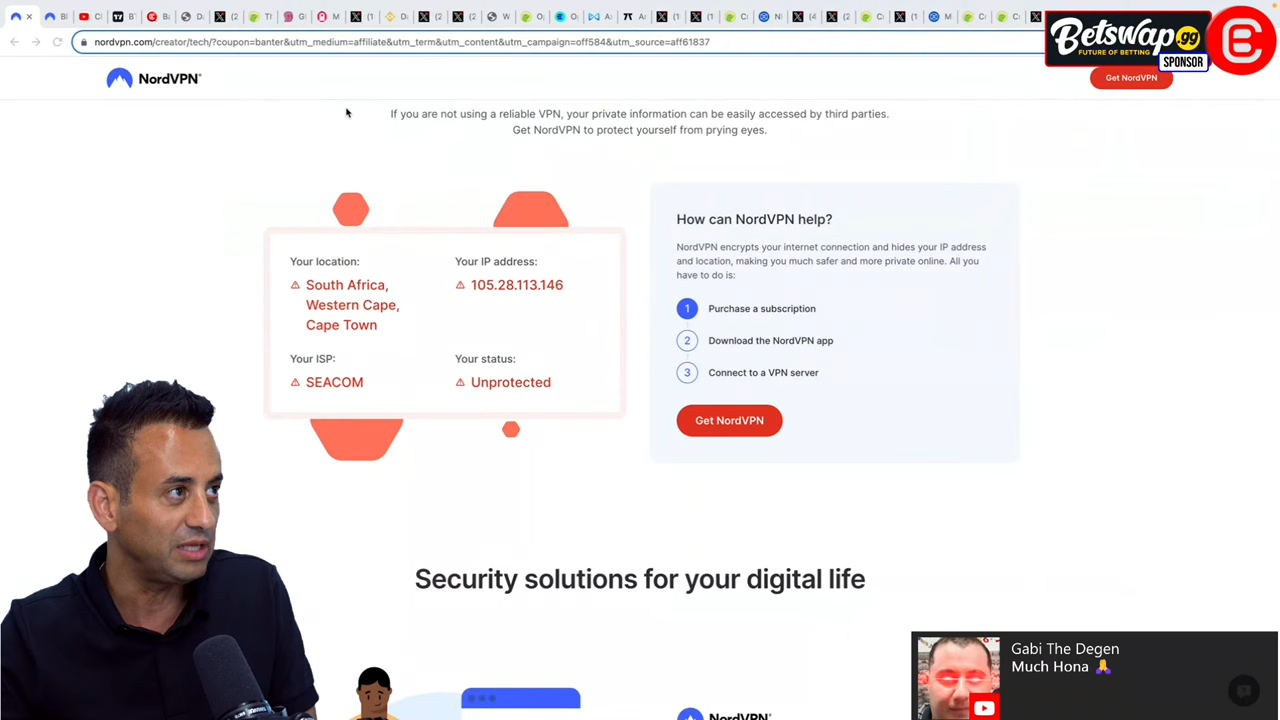 nordvpn.com/creator/tech/?coupon=banter&utm_medium=affiliate&utm_term&utm_content&utm_campaign=off584&utm_source=aff61837
Betswap.gg
FUTURE OF BETTING
SPONSOR
NordVPN®
Get NordVPN
If you are not using a reliable VPN, your private information can be easily accessed by third parties.
Get NordVPN to protect yourself from prying eyes.
Your location:
South Africa,
Western Cape,
Cape Town
Your IP address:
105.28.113.146
Your ISP:
SEACOM
Your status:
Unprotected
How can NordVPN help?
NordVPN encrypts your internet connection and hides your IP address
and location, making you much safer and more private online. All you
have to do is:
1 Purchase a subscription
2 Download the NordVPN app
3 Connect to a VPN server
Get NordVPN
Security solutions for your digital life
Gabi The Degen
Much Hona 🙏
NordVPN®